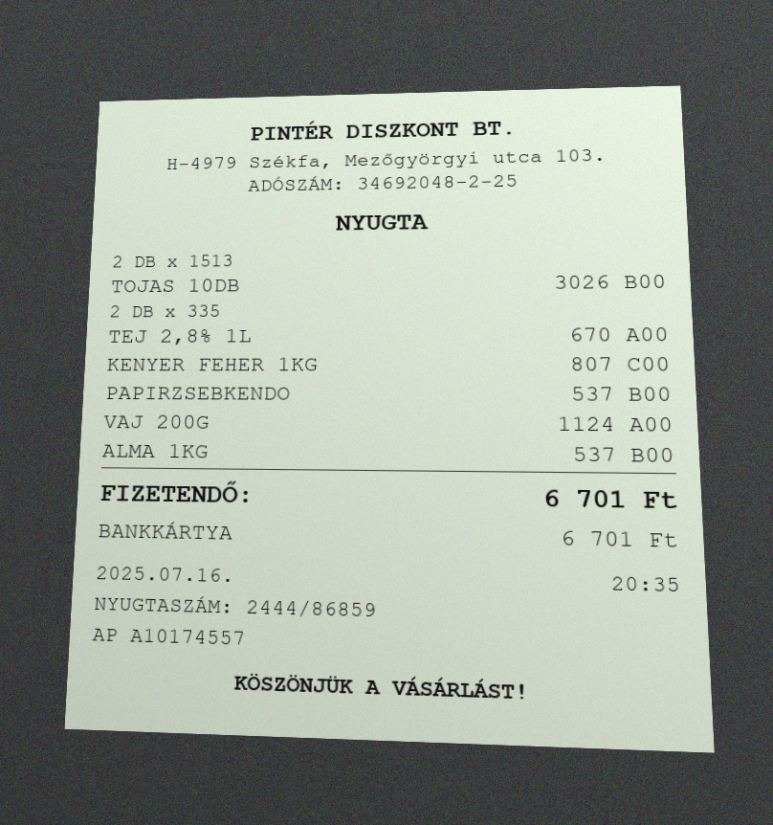 PINTÉR DISZKONT BT.
H-4979 Székfa, Mezőgyörgyi utca 103.
ADÓSZÁM: 34692048-2-25
NYUGTA
2 DB x 1513
TOJAS 10DB 3026 B00
2 DB x 335
TEJ 2,8% 1L 670 A00
KENYER FEHER 1KG 807 C00
PAPIRZSEBKENDO 537 B00
VAJ 200G 1124 A00
ALMA 1KG 537 B00
FIZETENDŐ: 6 701 Ft
BANKKÁRTYA 6 701 Ft
2025.07.16. 20:35
NYUGTASZÁM: 2444/86859
AP A10174557
KÖSZÖNJÜK A VÁSÁRLÁST!